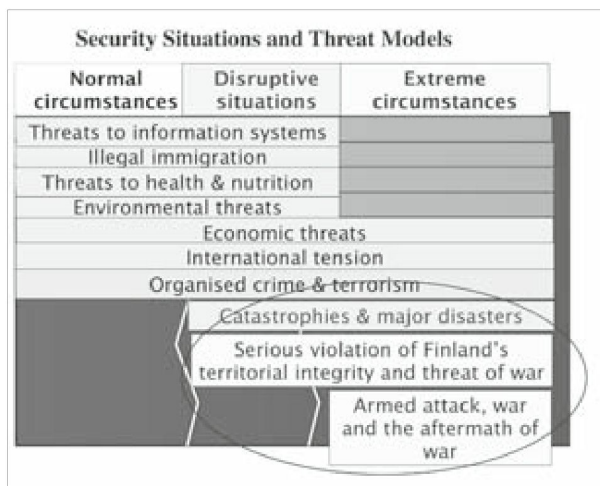 Security Situations and Threat Models
Normal circumstances
Disruptive situations
Extreme circumstances
Threats to information systems
Illegal immigration
Threats to health & nutrition
Environmental threats
Economic threats
International tension
Organised crime & terrorism
Catastrophies & major disasters
Serious violation of Finland's
territorial integrity and threat of war
Armed attack, war
and the aftermath of
war